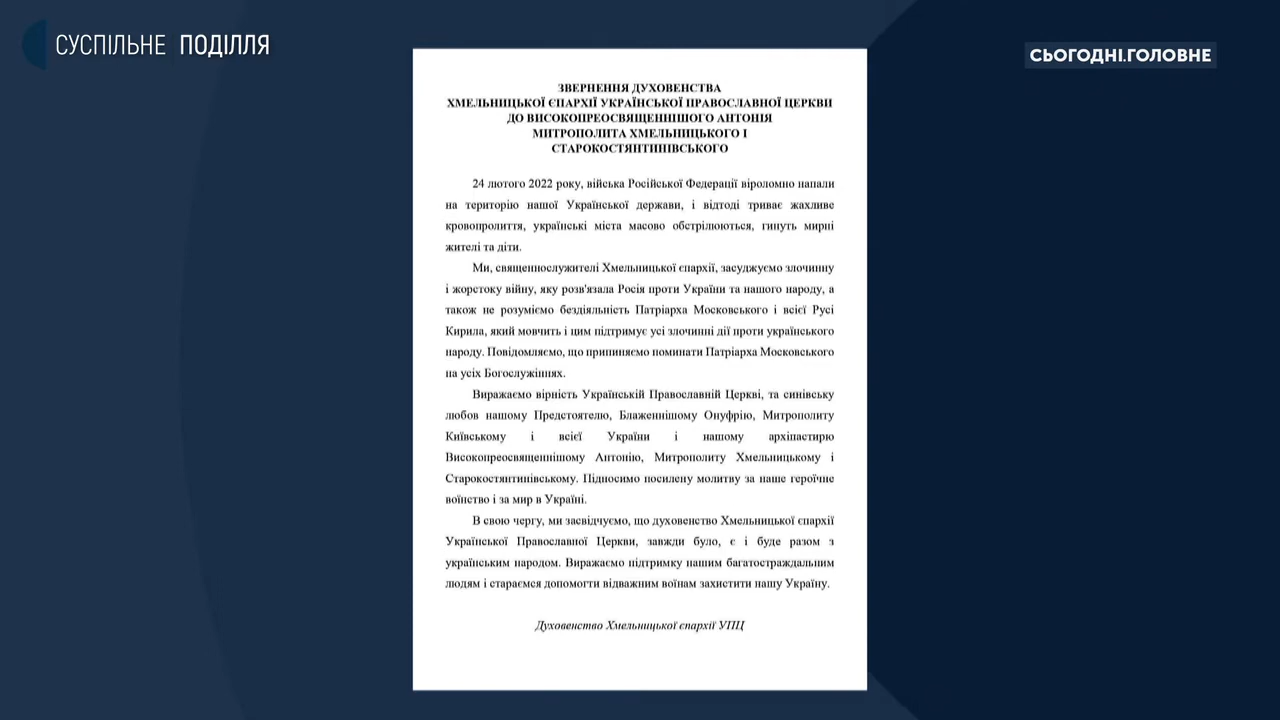 СУСПІЛЬНЕ ПОДІЛЛЯ
СЬОГОДНІ.ГОЛОВНЕ
ЗВЕРНЕННЯ ДУХОВЕНСТВА
ХМЕЛЬНИЦЬКОЇ ЄПАРХІЇ УКРАЇНСЬКОЇ ПРАВОСЛАВНОЇ ЦЕРКВИ
ДО ВИСОКОПРЕОСВЯЩЕННІШОГО АНТОНІЯ
МИТРОПОЛИТА ХМЕЛЬНИЦЬКОГО І
СТАРОКОСТЯНТИНІВСЬКОГО
24 лютого 2022 року, війська Російської Федерації віроломно напали
на територію нашої Української держави, і відтоді триває жахливе
кровопролиття, українські міста масово обстрілюються, гинуть мирні
жителі та діти.
Ми, священнослужителі Хмельницької єпархії, засуджуємо злочинну
і жорстоку війну, яку розв'язала Росія проти України та нашого народу, а
також не розуміємо бездіяльність Патріарха Московського і всієї Русі
Кирила, який мовчить і цим підтримує усі злочинні дії проти українського
народу. Повідомляємо, що припиняємо поминати Патріарха Московського
на усіх Богослужіннях.
Виражаємо вірність Українській Православній Церкві, та синівську
любов нашому Предстоятелю, Блаженнішому Онуфрію, Митрополиту
Київському і всієї України і нашому архіпастирю
Високопреосвященнішому Антонію, Митрополиту Хмельницькому і
Старокостянтинівському. Підносимо посилену молитву за наше героїчне
воїнство і за мир в Україні.
В свою чергу, ми засвідчуємо, що духовенство Хмельницької єпархії
Української Православної Церкви, завжди було, є і буде разом з
українським народом. Виражаємо підтримку нашим багатостраждальним
людям і стараємся допомогти відважним воїнам захистити нашу Україну.
Духовенство Хмельницької єпархії УПЦ